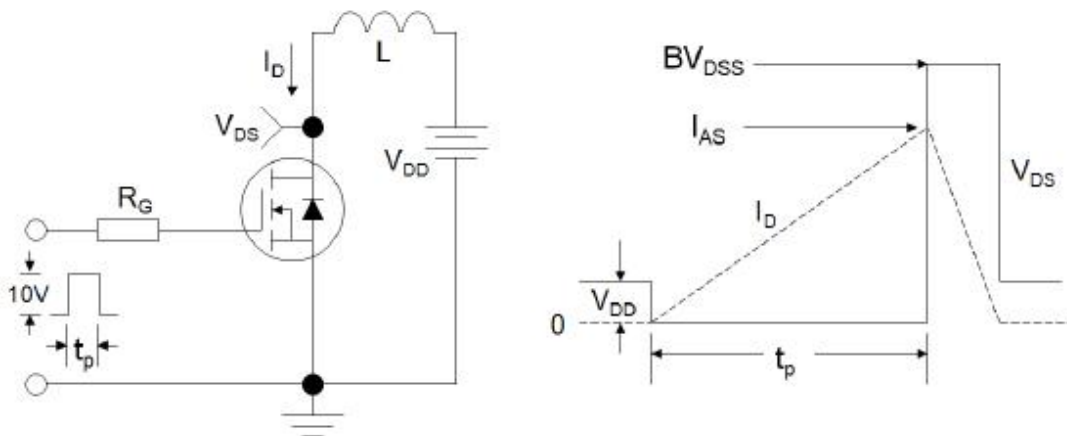 L
I_D
V_DS
V_DD
R_G
10V
t_p
BV_DSS
I_AS
V_DS
I_D
V_DD
0
t_p